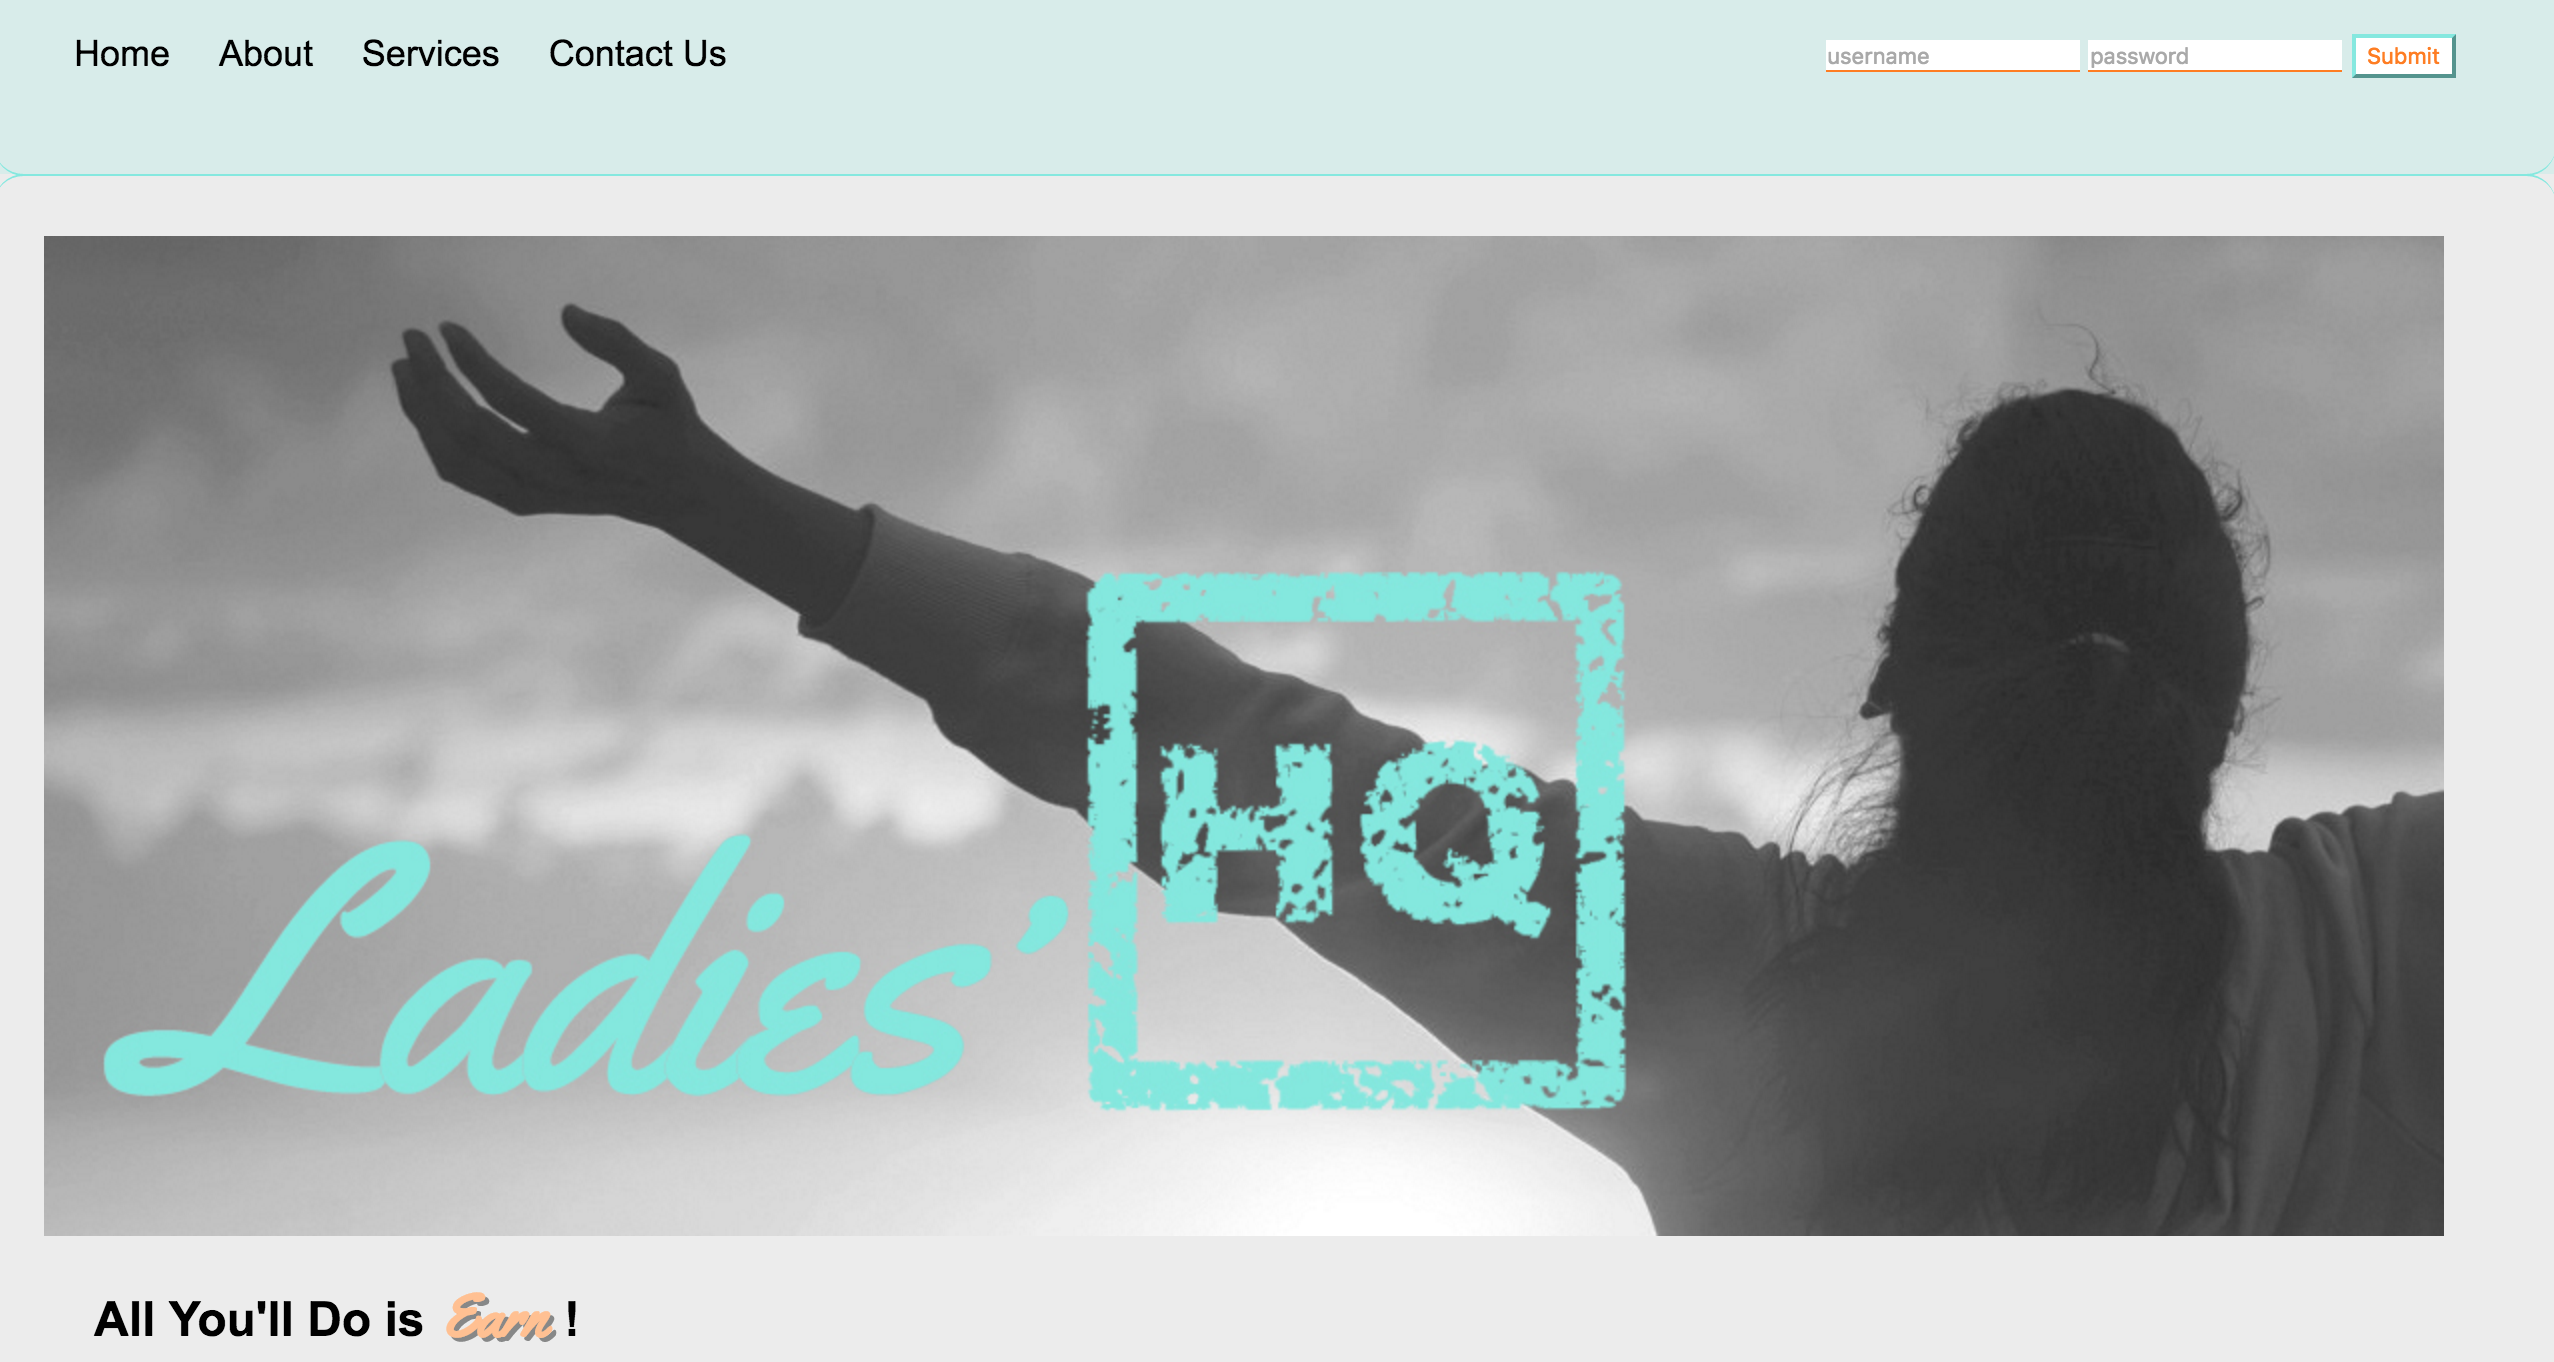 Home About Services Contact Us
username password Submit
HQ
Ladies’
All You'll Do is Earn !